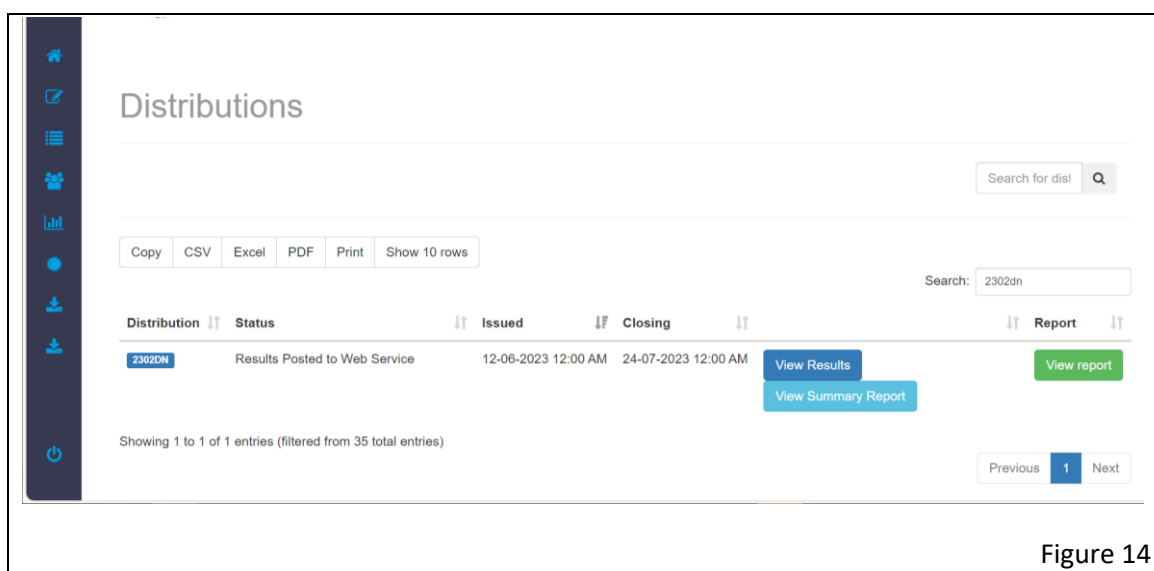 Distributions
Search for dist
Copy CSV Excel PDF Print Show 10 rows
Search: 2302dn
Distribution Status Issued Closing Report
2302DN Results Posted to Web Service 12-06-2023 12:00 AM 24-07-2023 12:00 AM View Results View report
View Summary Report
Showing 1 to 1 of 1 entries (filtered from 35 total entries)
Previous 1 Next
Figure 14